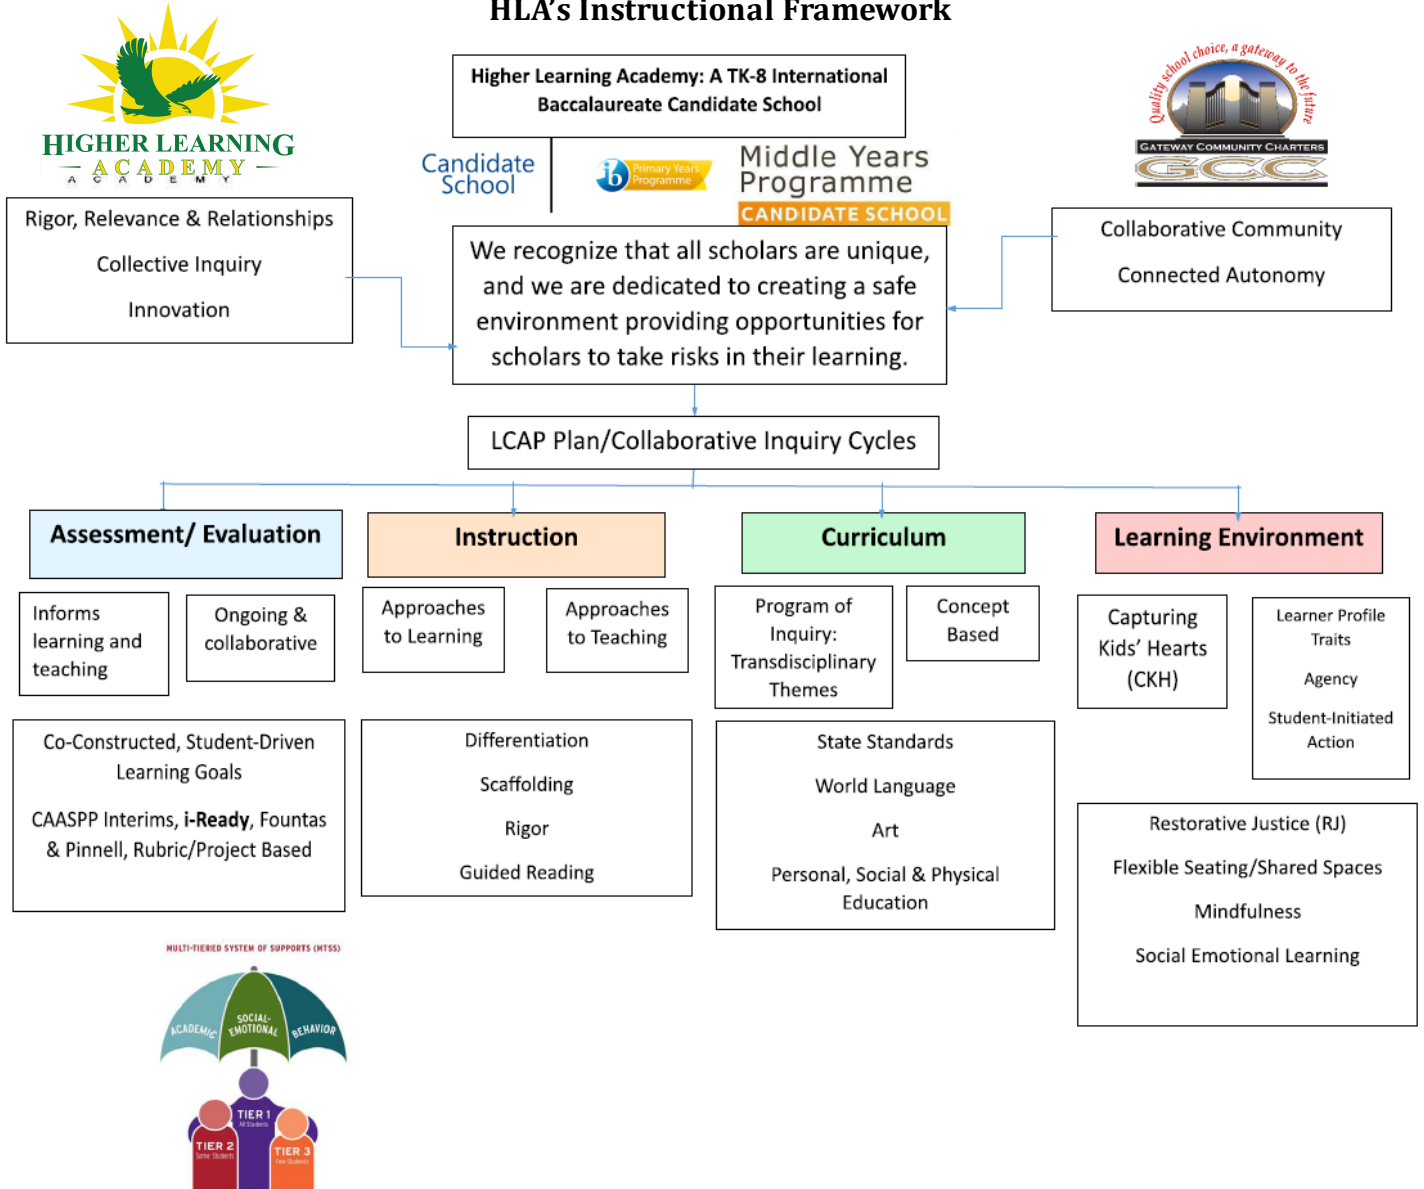 HLA's Instructional Framework
HIGHER LEARNING
ACADEMY
A C A D E M Y
Higher Learning Academy: A TK-8 International
Baccalaureate Candidate School
Candidate
School
ib
Primary Years
Programme
Middle Years
Programme
CANDIDATE SCHOOL
Quality school choice, a gateway to the future
GATEWAY COMMUNITY CHARTERS
GCC
Rigor, Relevance & Relationships
Collective Inquiry
Innovation
We recognize that all scholars are unique,
and we are dedicated to creating a safe
environment providing opportunities for
scholars to take risks in their learning.
Collaborative Community
Connected Autonomy
LCAP Plan/Collaborative Inquiry Cycles
Assessment/ Evaluation
Informs
learning and
teaching
Ongoing &
collaborative
Co-Constructed, Student-Driven
Learning Goals
CAASPP Interims, i-Ready, Fountas
& Pinnell, Rubric/Project Based
Instruction
Approaches
to Learning
Approaches
to Teaching
Differentiation
Scaffolding
Rigor
Guided Reading
Curriculum
Program of
Inquiry:
Transdisciplinary
Themes
Concept
Based
State Standards
World Language
Art
Personal, Social & Physical
Education
Learning Environment
Capturing
Kids' Hearts
(CKH)
Learner Profile
Traits
Agency
Student-Initiated
Action
Restorative Justice (RJ)
Flexible Seating/Shared Spaces
Mindfulness
Social Emotional Learning
MULTI-TIERED SYSTEM OF SUPPORTS (MTSS)
ACADEMIC
SOCIAL-
EMOTIONAL
BEHAVIOR
TIER 1
All Students
TIER 2
Some Students
TIER 3
Few Students